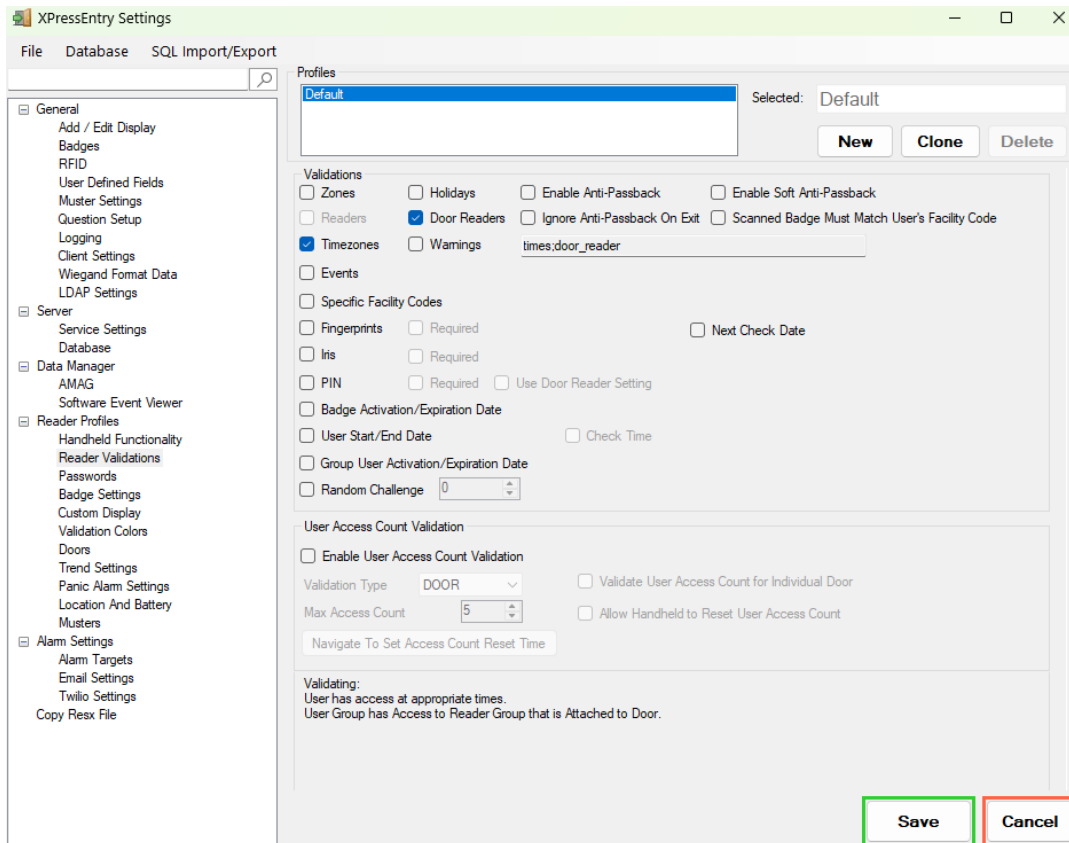 XPressEntry Settings
File Database SQL Import/Export
General
Add / Edit Display
Badges
RFID
User Defined Fields
Muster Settings
Question Setup
Logging
Client Settings
Wiegand Format Data
LDAP Settings
Server
Service Settings
Database
Data Manager
AMAG
Software Event Viewer
Reader Profiles
Handheld Functionality
Reader Validations
Passwords
Badge Settings
Custom Display
Validation Colors
Doors
Trend Settings
Panic Alarm Settings
Location And Battery
Musters
Alarm Settings
Alarm Targets
Email Settings
Twilio Settings
Copy Resx File
Profiles
Default
Selected: Default
New Clone Delete
Validations
Zones Holidays Enable Anti-Passback Enable Soft Anti-Passback
Readers Door Readers Ignore Anti-Passback On Exit Scanned Badge Must Match User's Facility Code
Timezones Warnings times;door_reader
Events
Specific Facility Codes
Fingerprints Required Next Check Date
Iris Required
PIN Required Use Door Reader Setting
Badge Activation/Expiration Date
User Start/End Date Check Time
Group User Activation/Expiration Date
Random Challenge 0
User Access Count Validation
Enable User Access Count Validation
Validation Type DOOR Validate User Access Count for Individual Door
Max Access Count 5 Allow Handheld to Reset User Access Count
Navigate To Set Access Count Reset Time
Validating:
User has access at appropriate times.
User Group has Access to Reader Group that is Attached to Door.
Save Cancel